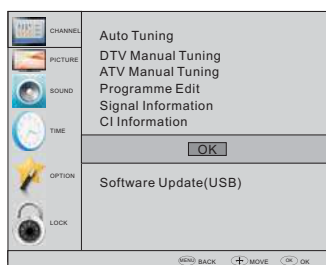 CHANNEL
PICTURE
SOUND
TIME
OPTION
LOCK
Auto Tuning
DTV Manual Tuning
ATV Manual Tuning
Programme Edit
Signal Information
CI Information
OK
Software Update(USB)
MENU BACK MOVE OK OK